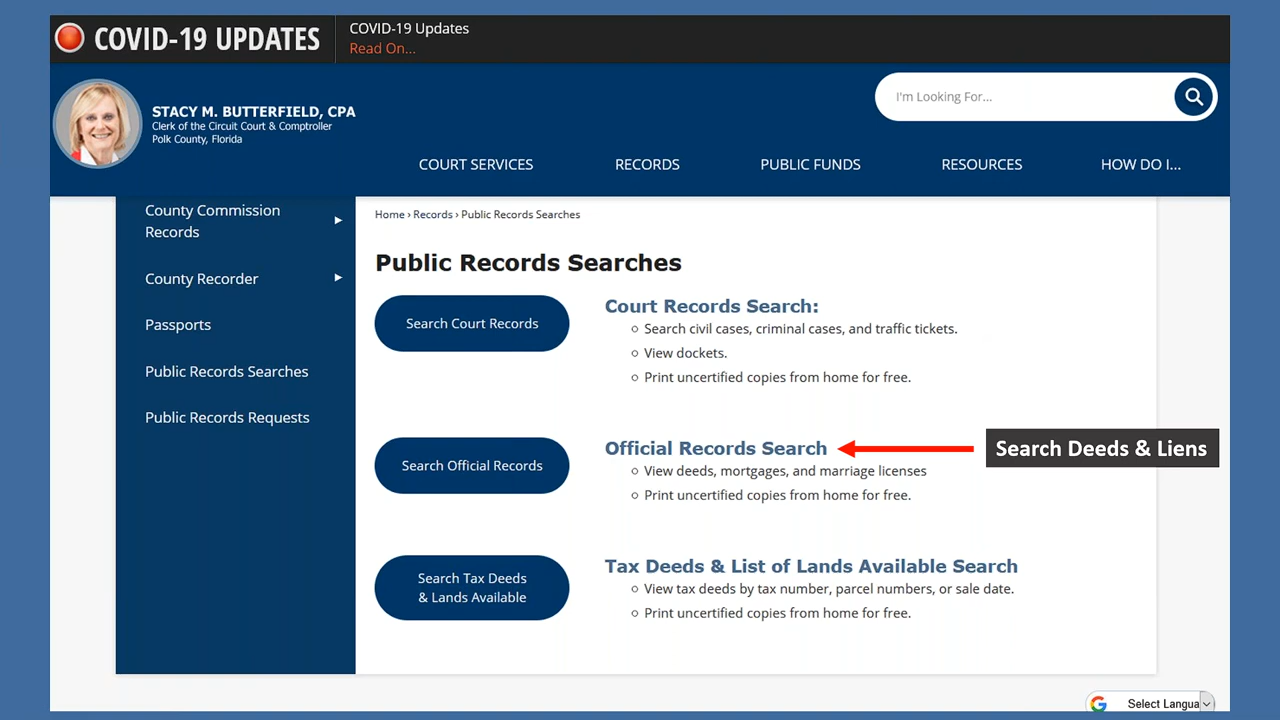 COVID-19 UPDATES
COVID-19 Updates
Read On...
STACY M. BUTTERFIELD, CPA
Clerk of the Circuit Court & Comptroller
Polk County, Florida
I'm Looking For...
COURT SERVICES
RECORDS
PUBLIC FUNDS
RESOURCES
HOW DO I...
County Commission
Records
County Recorder
Passports
Public Records Searches
Public Records Requests
Home › Records › Public Records Searches
Public Records Searches
Search Court Records
Court Records Search:
Search civil cases, criminal cases, and traffic tickets.
View dockets.
Print uncertified copies from home for free.
Search Official Records
Official Records Search
Search Deeds & Liens
View deeds, mortgages, and marriage licenses
Print uncertified copies from home for free.
Search Tax Deeds
& Lands Available
Tax Deeds & List of Lands Available Search
View tax deeds by tax number, parcel numbers, or sale date.
Print uncertified copies from home for free.
Select Langua